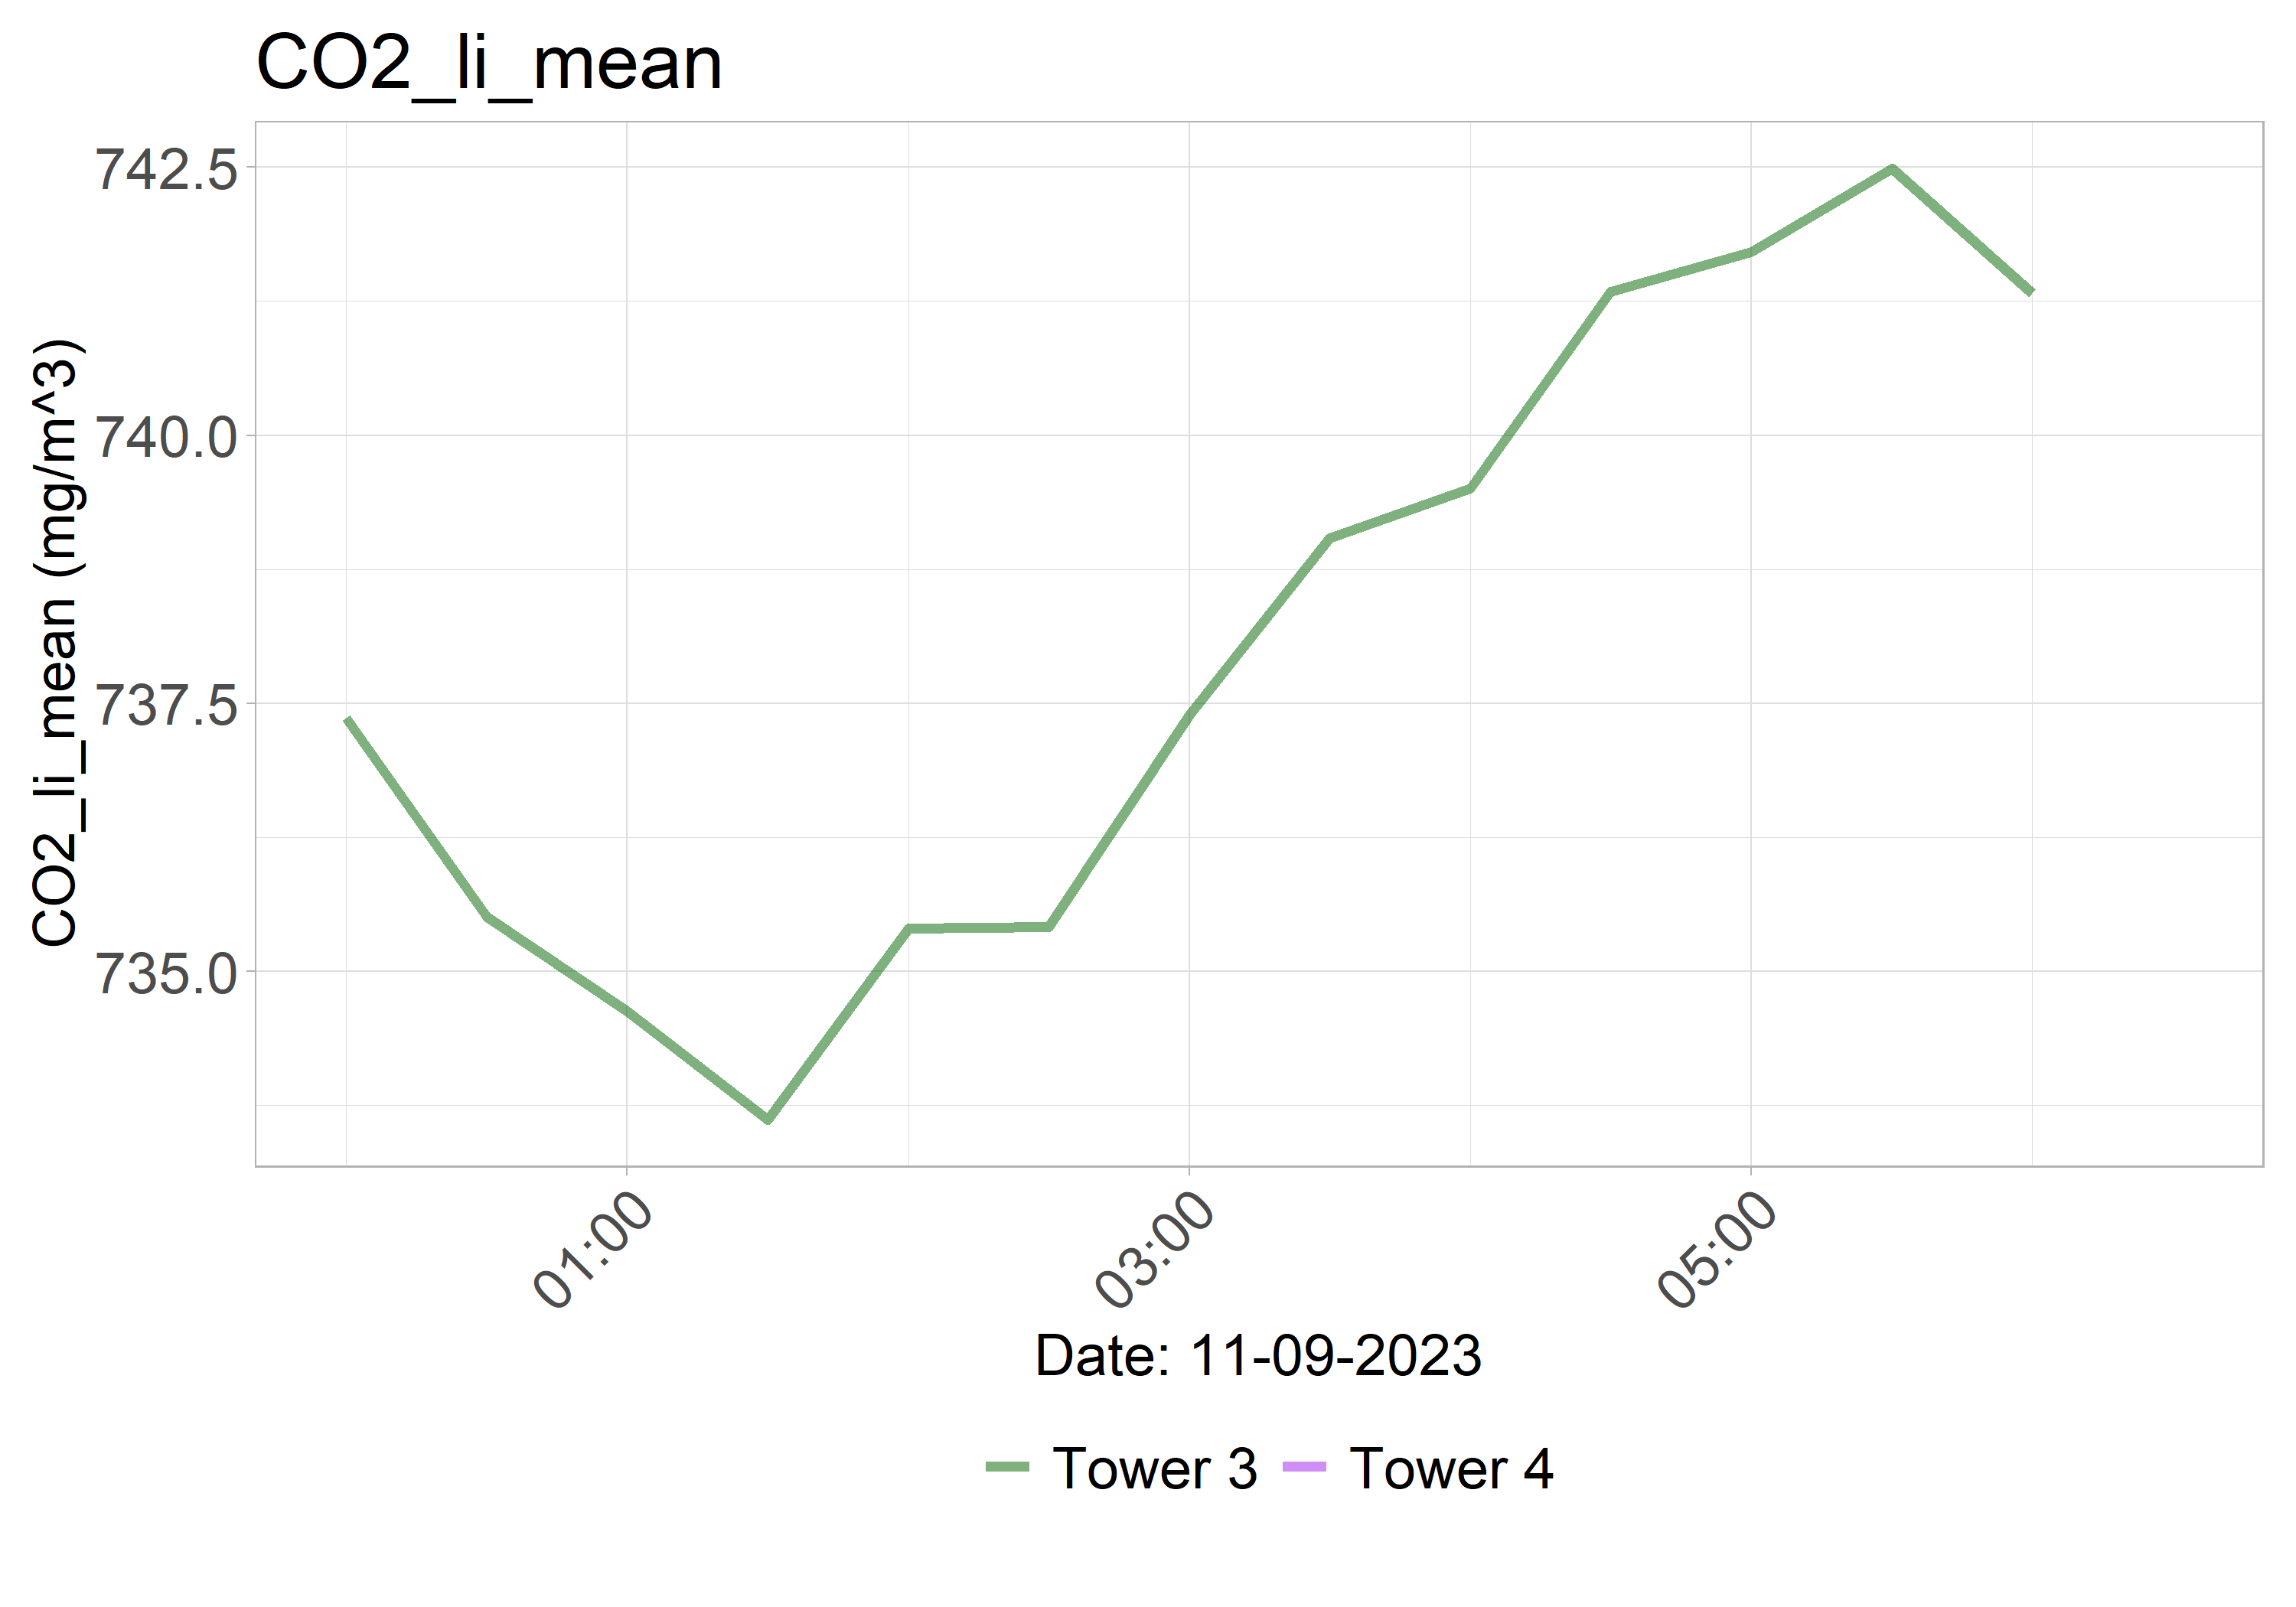 CO2_li_mean
742.5
740.0
737.5
735.0
CO2_li_mean (mg/m^3)
01:00
03:00
05:00
Date: 11-09-2023
Tower 3
Tower 4